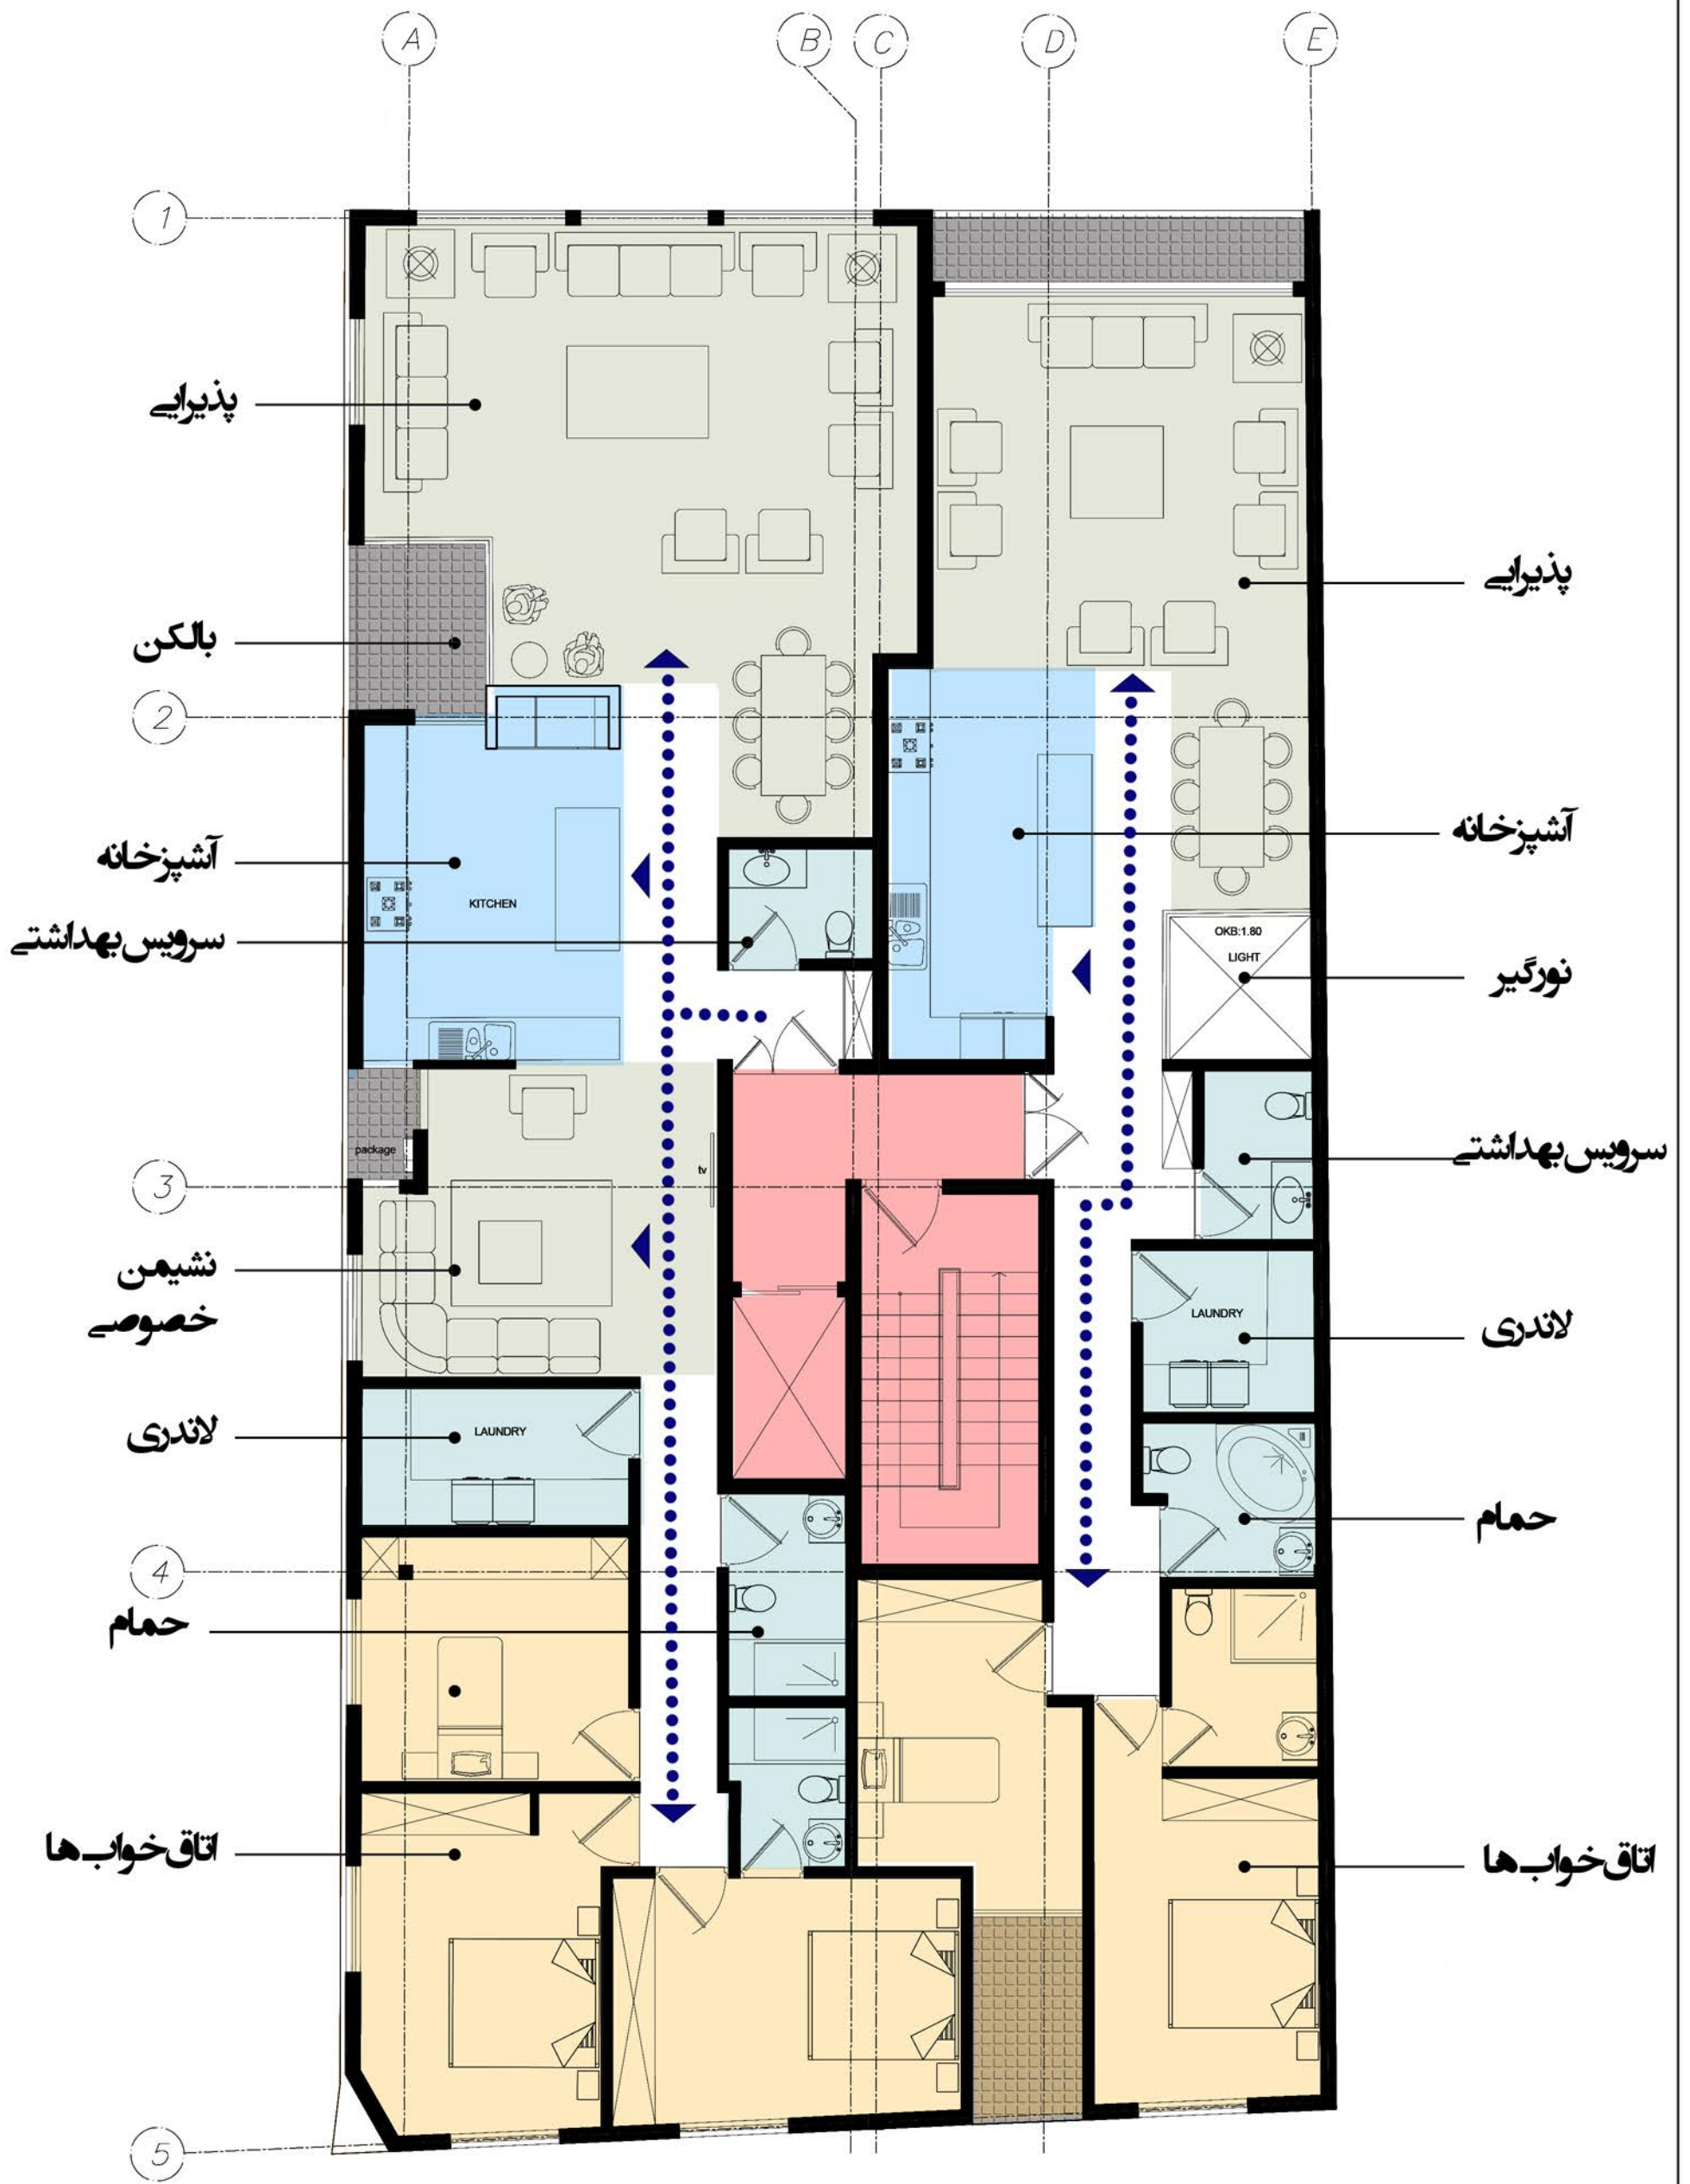 A
B
C
D
E
1
پذیرایی
پذیرایی
بالکن
2
آشپزخانه
آشپزخانه
KITCHEN
سرویس بهداشتی
OKB:1.80
LIGHT
نورگیر
package
سرویس بهداشتی
tv
3
نشیمن
خصوصی
LAUNDRY
لاندری
لاندری
LAUNDRY
حمام
4
حمام
اتاق خواب ها
اتاق خواب ها
5